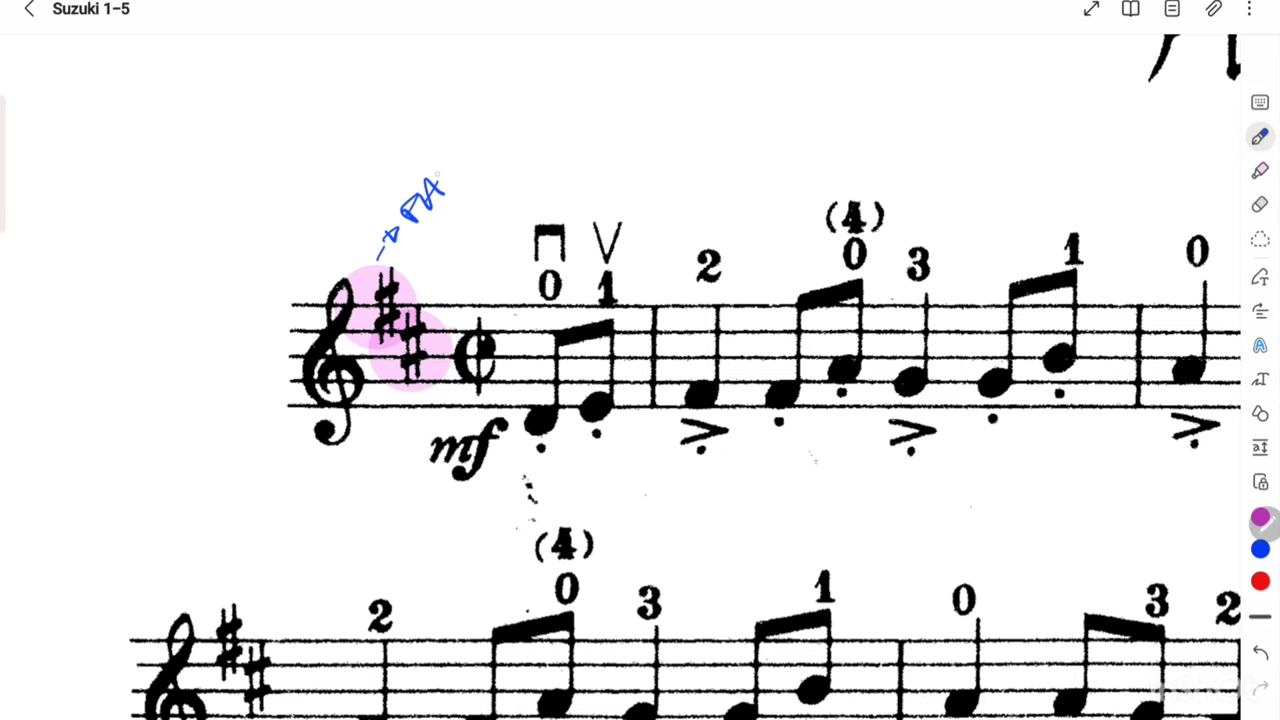 Suzuki 1-5
→ FA
(4)
0 1 2 0 3 1 0
mf
(4)
2 0 3 1 0 3 2